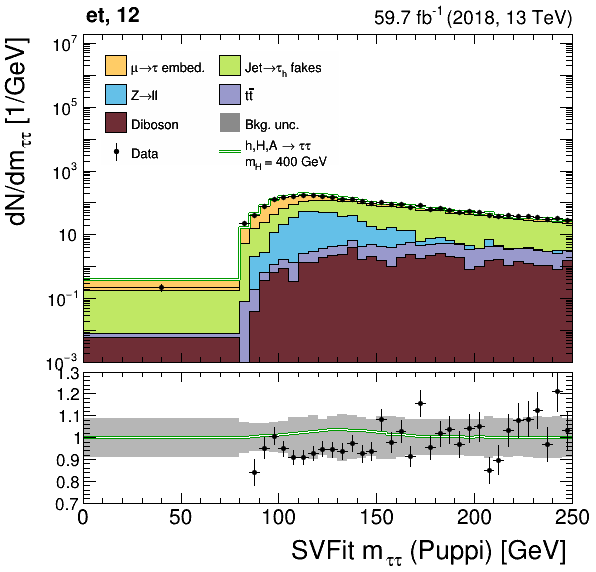 et, 12
59.7 fb⁻¹ (2018, 13 TeV)
dN/dm_ττ [1/GeV]
μ→τ embed.
Jet→τ_h fakes
Z→ll
tt̄
Diboson
Bkg. unc.
Data
h,H,A → ττ
m_H = 400 GeV
10⁷
10⁵
10³
10
10⁻¹
10⁻³
1.3
1.2
1.1
1
0.9
0.8
0.7
0 50 100 150 200 250
SVFit m_ττ (Puppi) [GeV]